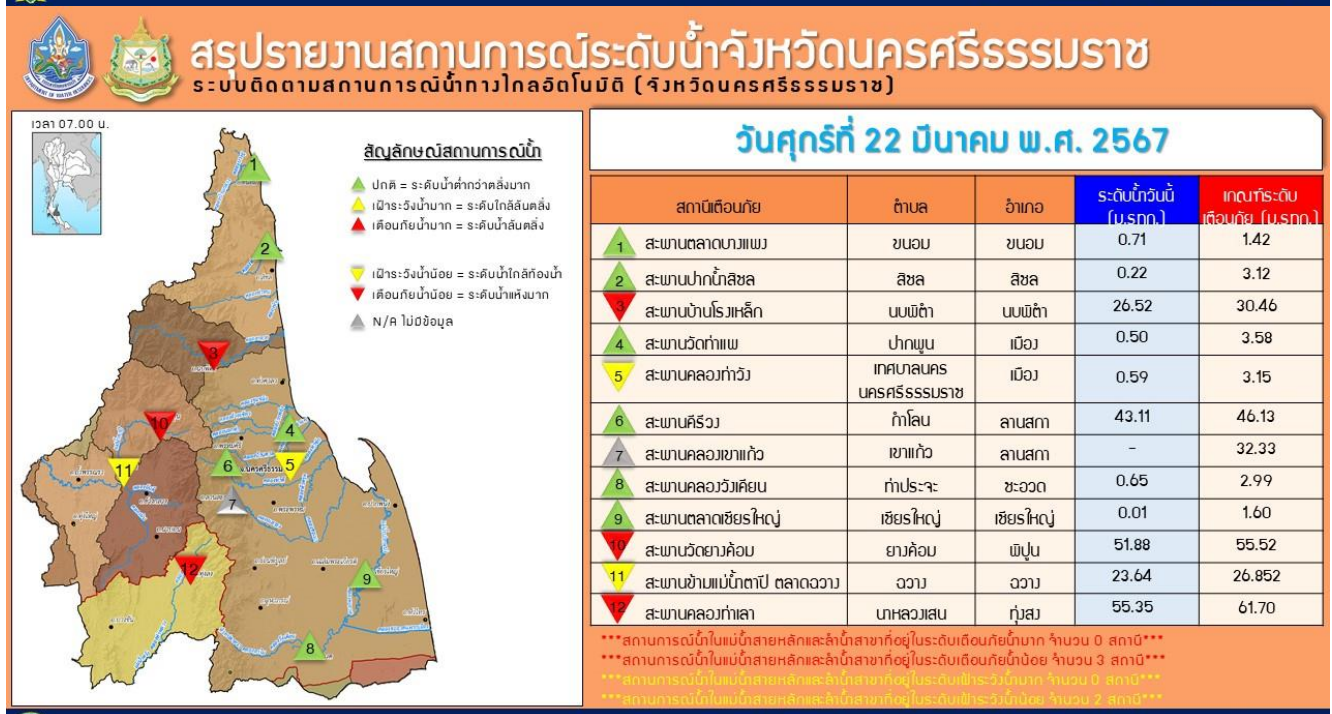 สรุปรายงานสถานการณ์ระดับน้ำจังหวัดนครศรีธรรมราช
ระบบติดตามสถานการณ์น้ำทางไกลอัตโนมัติ (จังหวัดนครศรีธรรมราช)
เวลา 07.00 น.
สัญลักษณ์สถานการณ์น้ำ
ปกติ = ระดับน้ำต่ำกว่าตลิ่งมาก
เฝ้าระวังน้ำมาก = ระดับใกล้ล้นตลิ่ง
เตือนภัยน้ำมาก = ระดับน้ำล้นตลิ่ง
เฝ้าระวังน้ำน้อย = ระดับน้ำใกล้ท้องน้ำ
เตือนภัยน้ำน้อย = ระดับน้ำแห้งมาก
N/A ไม่มีข้อมูล
1
2
3
10
4
11
6
5
7
12
9
8
วันศุกร์ที่ 22 มีนาคม พ.ศ. 2567
สถานีเตือนภัย ตำบล อำเภอ ระดับน้ำวันนี้ (ม.รทก.) เกณฑ์ระดับเตือนภัย (ม.รทก.)
1 สะพานตลาดบางแพง ขนอม ขนอม 0.71 1.42
2 สะพานปากน้ำสิชล สิชล สิชล 0.22 3.12
3 สะพานบ้านโรงเหล็ก นบพิตำ นบพิตำ 26.52 30.46
4 สะพานวัดท่าแพ ปากพูน เมือง 0.50 3.58
5 สะพานคลองท่าวัง เทศบาลนครนครศรีธรรมราช เมือง 0.59 3.15
6 สะพานคีรีวง กำโลน ลานสกา 43.11 46.13
7 สะพานคลองเขาแก้ว เขาแก้ว ลานสกา - 32.33
8 สะพานคลองวังเคียน ท่าประจะ ชะอวด 0.65 2.99
9 สะพานตลาดเชียรใหญ่ เชียรใหญ่ เชียรใหญ่ 0.01 1.60
10 สะพานวัดยางค้อม ยางค้อม พิปูน 51.88 55.52
11 สะพานข้ามแม่น้ำตาปี ตลาดฉวาง ฉวาง ฉวาง 23.64 26.852
12 สะพานคลองท่าเลา นาหลวงเสน ทุ่งสง 55.35 61.70
***สถานการณ์น้ำในแม่น้ำสายหลักและลำน้ำสาขาที่อยู่ในระดับเตือนภัยน้ำมาก จำนวน 0 สถานี***
***สถานการณ์น้ำในแม่น้ำสายหลักและลำน้ำสาขาที่อยู่ในระดับเตือนภัยน้ำน้อย จำนวน 3 สถานี***
***สถานการณ์น้ำในแม่น้ำสายหลักและลำน้ำสาขาที่อยู่ในระดับเฝ้าระวังน้ำมาก จำนวน 0 สถานี***
***สถานการณ์น้ำในแม่น้ำสายหลักและลำน้ำสาขาที่อยู่ในระดับเฝ้าระวังน้ำน้อย จำนวน 2 สถานี***